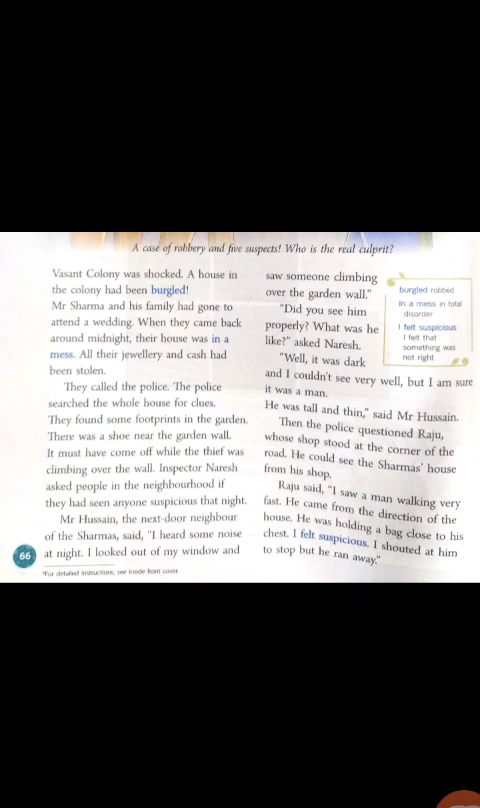 A case of robbery and five suspects! Who is the real culprit?
Vasant Colony was shocked. A house in
the colony had been burgled!
Mr Sharma and his family had gone to
attend a wedding. When they came back
around midnight, their house was in a
mess. All their jewellery and cash had
been stolen.
They called the police. The police
searched the whole house for clues.
They found some footprints in the garden.
There was a shoe near the garden wall.
It must have come off while the thief was
climbing over the wall. Inspector Naresh
asked people in the neighbourhood if
they had seen anyone suspicious that night.
Mr Hussain, the next-door neighbour
of the Sharmas, said, “I heard some noise
at night. I looked out of my window and
saw someone climbing
over the garden wall.”
“Did you see him
properly? What was he
like?” asked Naresh.
“Well, it was dark
and I couldn't see very well, but I am sure
it was a man.
He was tall and thin,” said Mr Hussain.
Then the police questioned Raju,
whose shop stood at the corner of the
road. He could see the Sharmas' house
from his shop.
Raju said, “I saw a man walking very
fast. He came from the direction of the
house. He was holding a bag close to his
chest. I felt suspicious. I shouted at him
to stop but he ran away.”
burgled robbed
in a mess in total
disorder
I felt suspicious
I felt that
something was
not right
66
*For detailed instructions, see inside front cover.